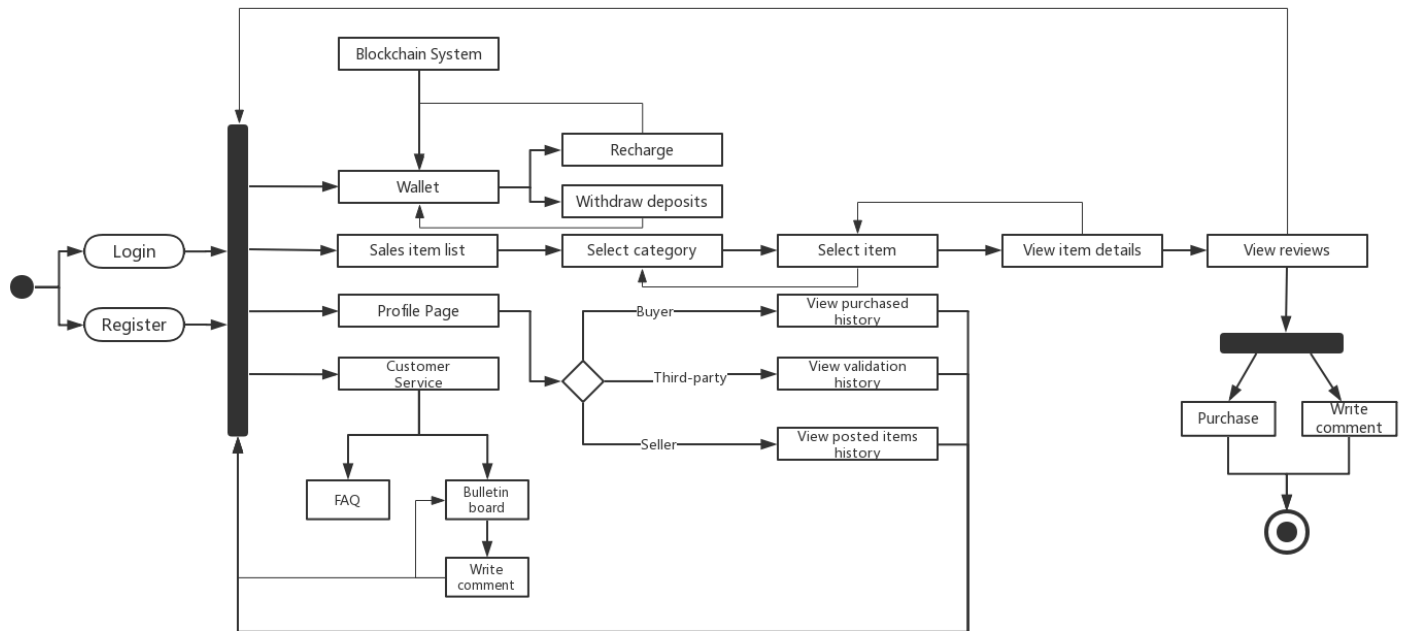 Blockchain System
Recharge
Wallet
Withdraw deposits
Login
Sales item list
Select category
Select item
View item details
View reviews
Register
Profile Page
Buyer
View purchased
history
Customer
Service
Third-party
View validation
history
Purchase
Write
comment
Seller
View posted items
history
FAQ
Bulletin
board
Write
comment